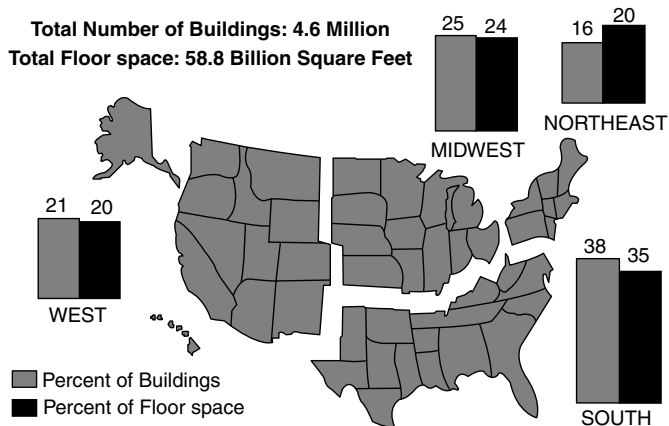 Total Number of Buildings: 4.6 Million
Total Floor space: 58.8 Billion Square Feet
25 24
MIDWEST
16 20
NORTHEAST
21 20
WEST
38 35
SOUTH
Percent of Buildings
Percent of Floor space